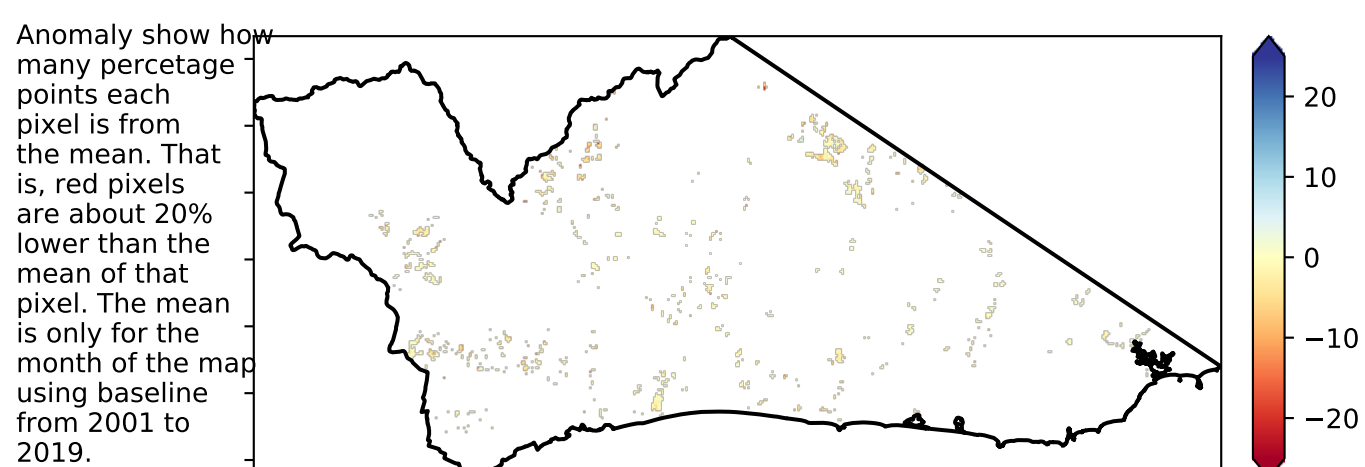 Anomaly show how
many percetage
points each
pixel is from
the mean. That
is, red pixels
are about 20%
lower than the
mean of that
pixel. The mean
is only for the
month of the map
using baseline
from 2001 to
2019.
20
10
0
−10
−20